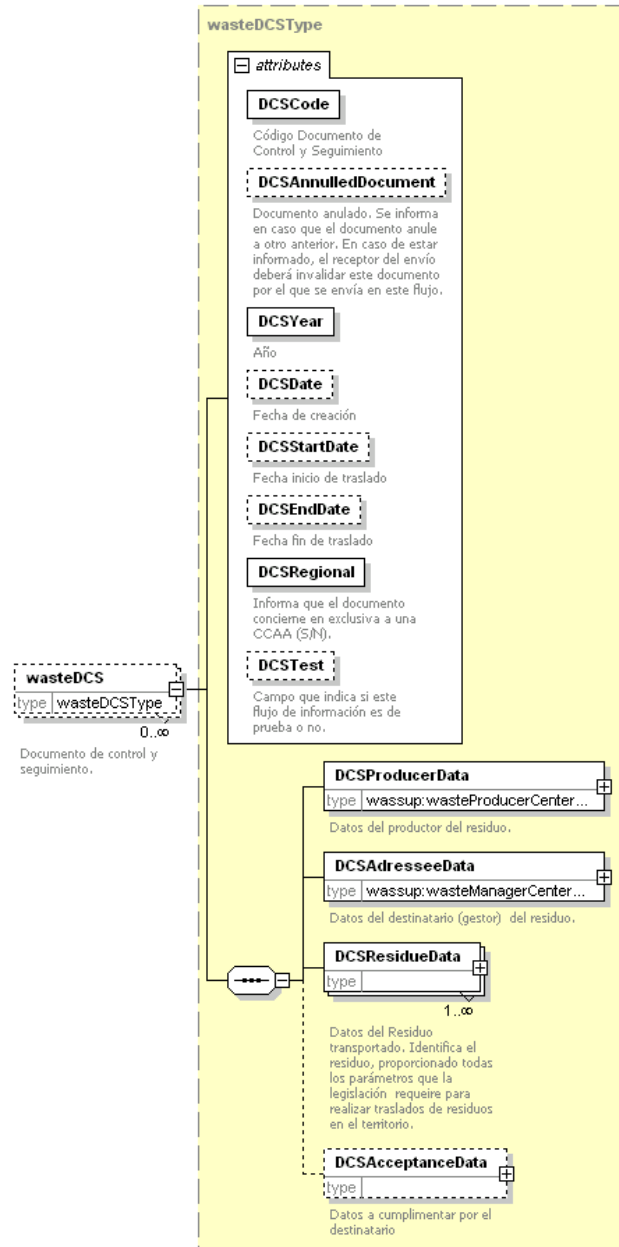 wasteDCSType
attributes
DCSCode
Código Documento de
Control y Seguimiento
DCSAnnulledDocument
Documento anulado. Se informa
en caso que el documento anule
a otro anterior. En caso de estar
informado, el receptor del envío
deberá invalidar este documento
por el que se envía en este flujo.
DCSYear
Año
DCSDate
Fecha de creación
DCSStartDate
Fecha inicio de traslado
DCSEndDate
Fecha fin de traslado
DCSRegional
Informa que el documento
concierne en exclusiva a una
CCAA (S/N).
DCSTest
Campo que indica si este
flujo de información es de
prueba o no.
wasteDCS
type wasteDCSType
0..∞
Documento de control y
seguimiento.
DCSProducerData
type wassup:wasteProducerCenter...
Datos del productor del residuo.
DCSAdresseeData
type wassup:wasteManagerCenter...
Datos del destinatario (gestor) del residuo.
DCSResidueData
type
1..∞
Datos del Residuo
transportado. Identifica el
residuo, proporcionado todas
los parámetros que la
legislación requeire para
realizar traslados de residuos
en el territorio.
DCSAcceptanceData
type
Datos a cumplimentar por el
destinatario